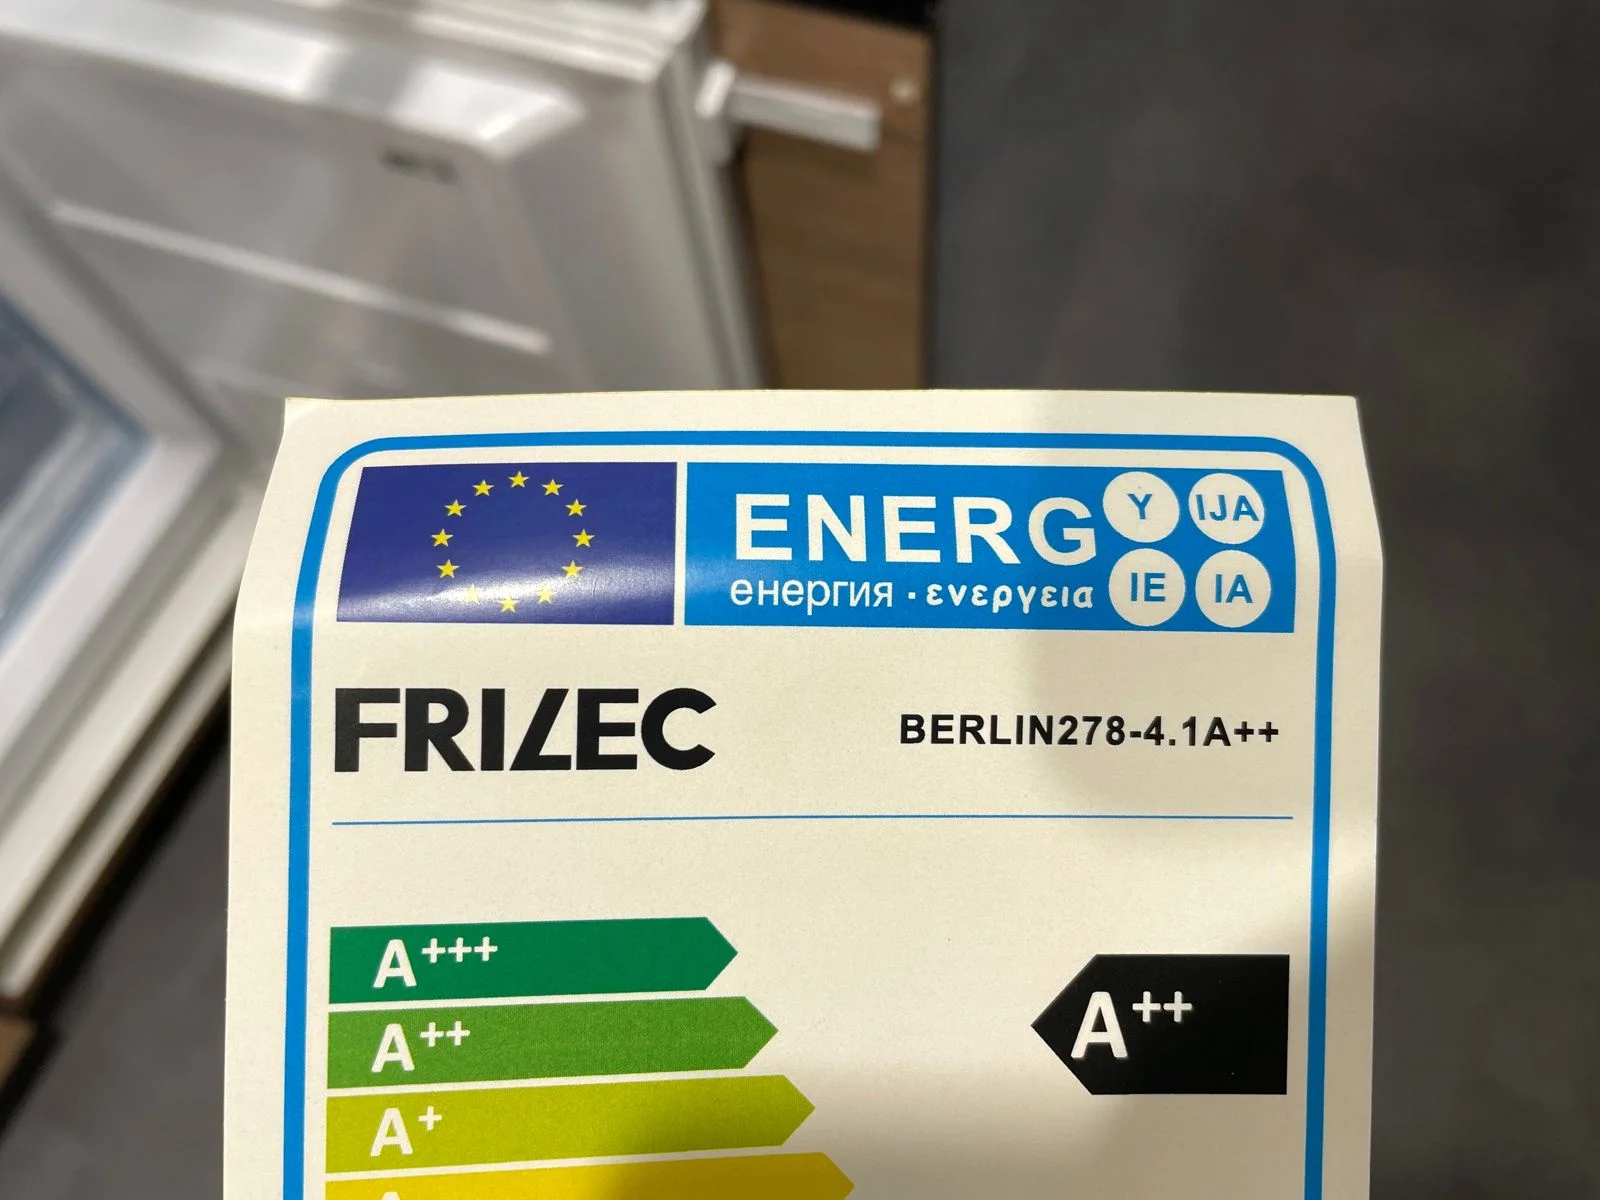 ENERG Y IJA
енергия · ενεργεια IE IA
FRILEC BERLIN278-4.1A++
A+++
A++ A++
A+